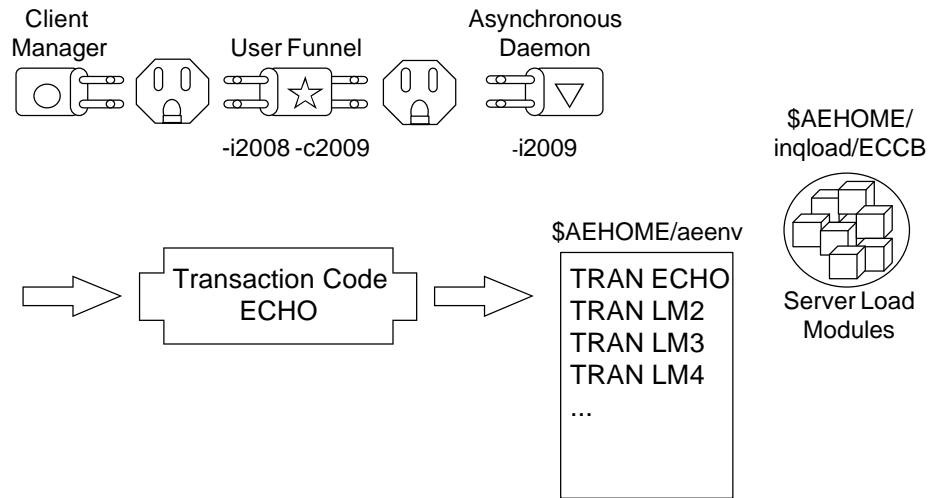 Client
Manager
User Funnel
Asynchronous
Daemon
-i2008 -c2009
-i2009
$AEHOME/
inqload/ECCB
Transaction Code
ECHO
$AEHOME/aeenv
TRAN ECHO
TRAN LM2
TRAN LM3
TRAN LM4
...
Server Load
Modules